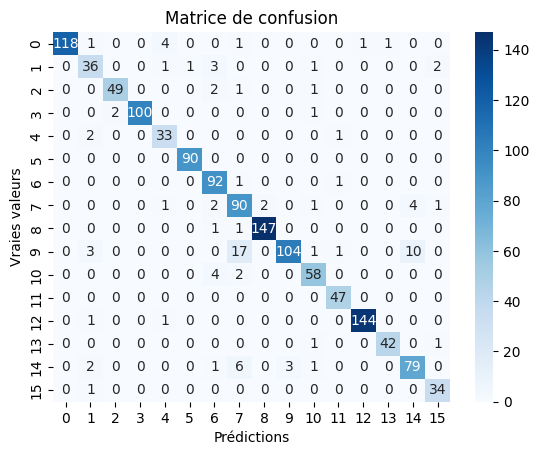 Matrice de confusion
0 118 1 0 0 4 0 0 1 0 0 0 0 1 1 0 0
1 0 36 0 0 1 1 3 0 0 0 1 0 0 0 0 2
2 0 0 49 0 0 0 2 1 0 0 1 0 0 0 0 0
3 0 0 2 100 0 0 0 0 0 0 1 0 0 0 0 0
4 0 2 0 0 33 0 0 0 0 0 0 1 0 0 0 0
5 0 0 0 0 0 90 0 0 0 0 0 0 0 0 0 0
6 0 0 0 0 0 0 92 1 0 0 0 1 0 0 0 0
7 0 0 0 0 1 0 2 90 2 0 1 0 0 0 4 1
8 0 0 0 0 0 0 1 1 147 0 0 0 0 0 0 0
9 0 3 0 0 0 0 0 17 0 104 1 1 0 0 10 0
10 0 0 0 0 0 0 4 2 0 0 58 0 0 0 0 0
11 0 0 0 0 0 0 0 0 0 0 0 47 0 0 0 0
12 0 1 0 0 1 0 0 0 0 0 0 0 144 0 0 0
13 0 0 0 0 0 0 0 0 0 0 1 0 0 42 0 1
14 0 2 0 0 0 0 1 6 0 3 1 0 0 0 79 0
15 0 1 0 0 0 0 0 0 0 0 0 0 0 0 0 34
0 1 2 3 4 5 6 7 8 9 10 11 12 13 14 15
Prédictions
Vraies valeurs
140
120
100
80
60
40
20
0